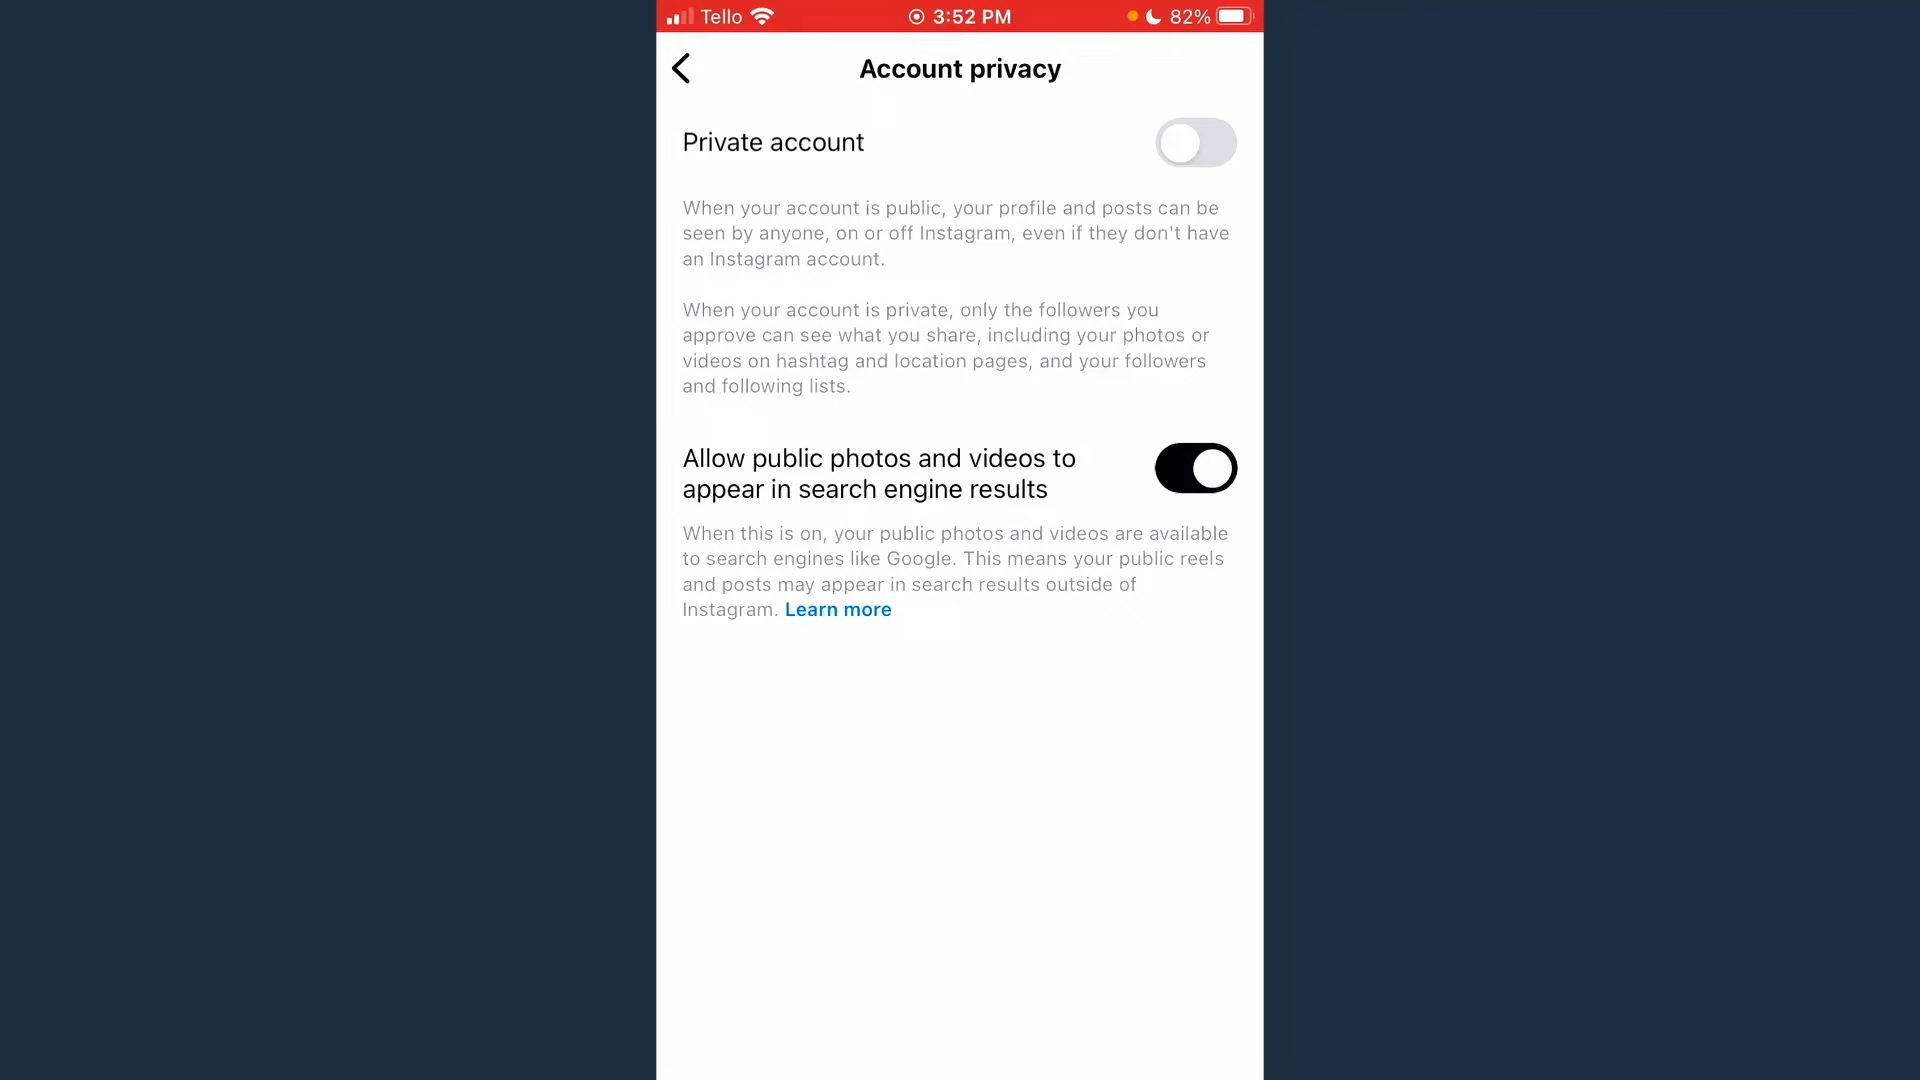 Tello 3:52 PM 82%
Account privacy
Private account
When your account is public, your profile and posts can be
seen by anyone, on or off Instagram, even if they don't have
an Instagram account.
When your account is private, only the followers you
approve can see what you share, including your photos or
videos on hashtag and location pages, and your followers
and following lists.
Allow public photos and videos to
appear in search engine results
When this is on, your public photos and videos are available
to search engines like Google. This means your public reels
and posts may appear in search results outside of
Instagram. Learn more